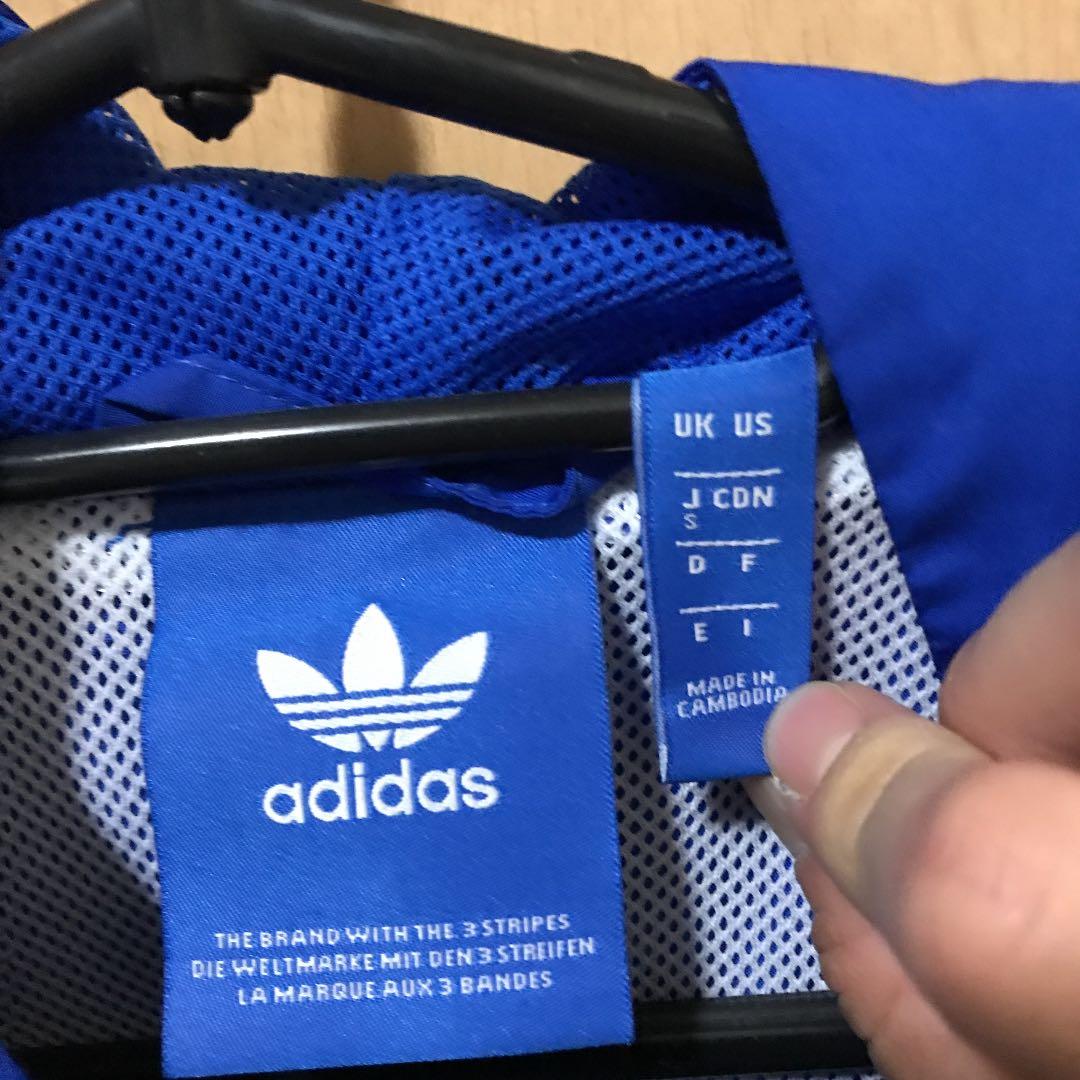 adidas
THE BRAND WITH THE 3 STRIPES
DIE WELTMARKE MIT DEN 3 STREIFEN
LA MARQUE AUX 3 BANDES
UK US
J CDN
S
D F
E I
MADE IN
CAMBODIA